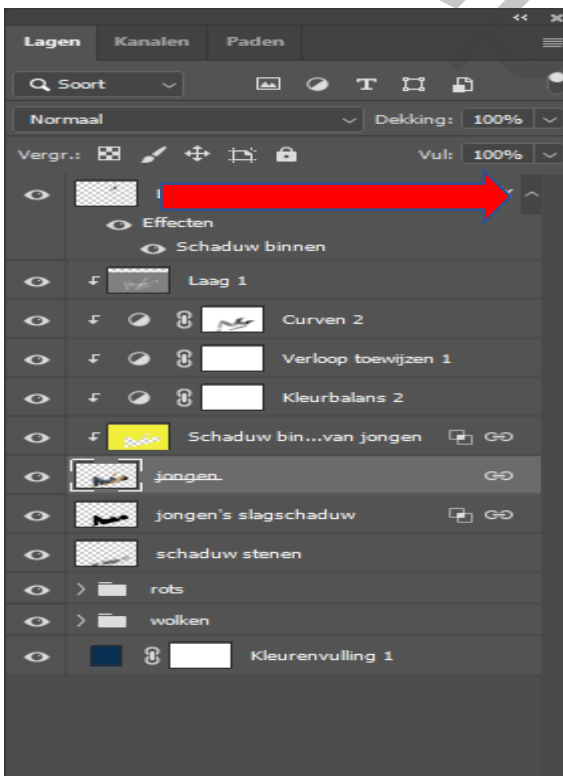 Lagen Kanalen Paden
Soort
Normaal Dekking: 100%
Vergr.: Vul: 100%
Effecten
Schaduw binnen
Laag 1
Curven 2
Verloop toewijzen 1
Kleurbalans 2
Schaduw bin...van jongen
jongen
jongen's slagschaduw
schaduw stenen
rots
wolken
Kleurenvulling 1